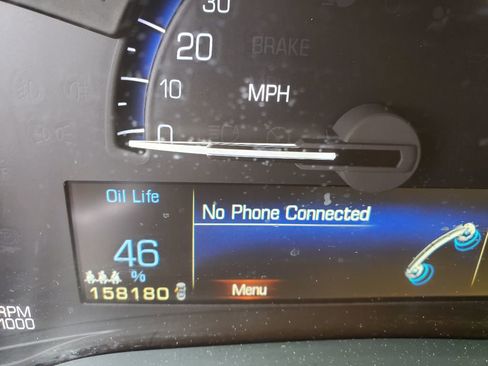 30
20
BRAKE
10
MPH
0
Oil Life
No Phone Connected
46
%
158180
Menu
RPM
1000